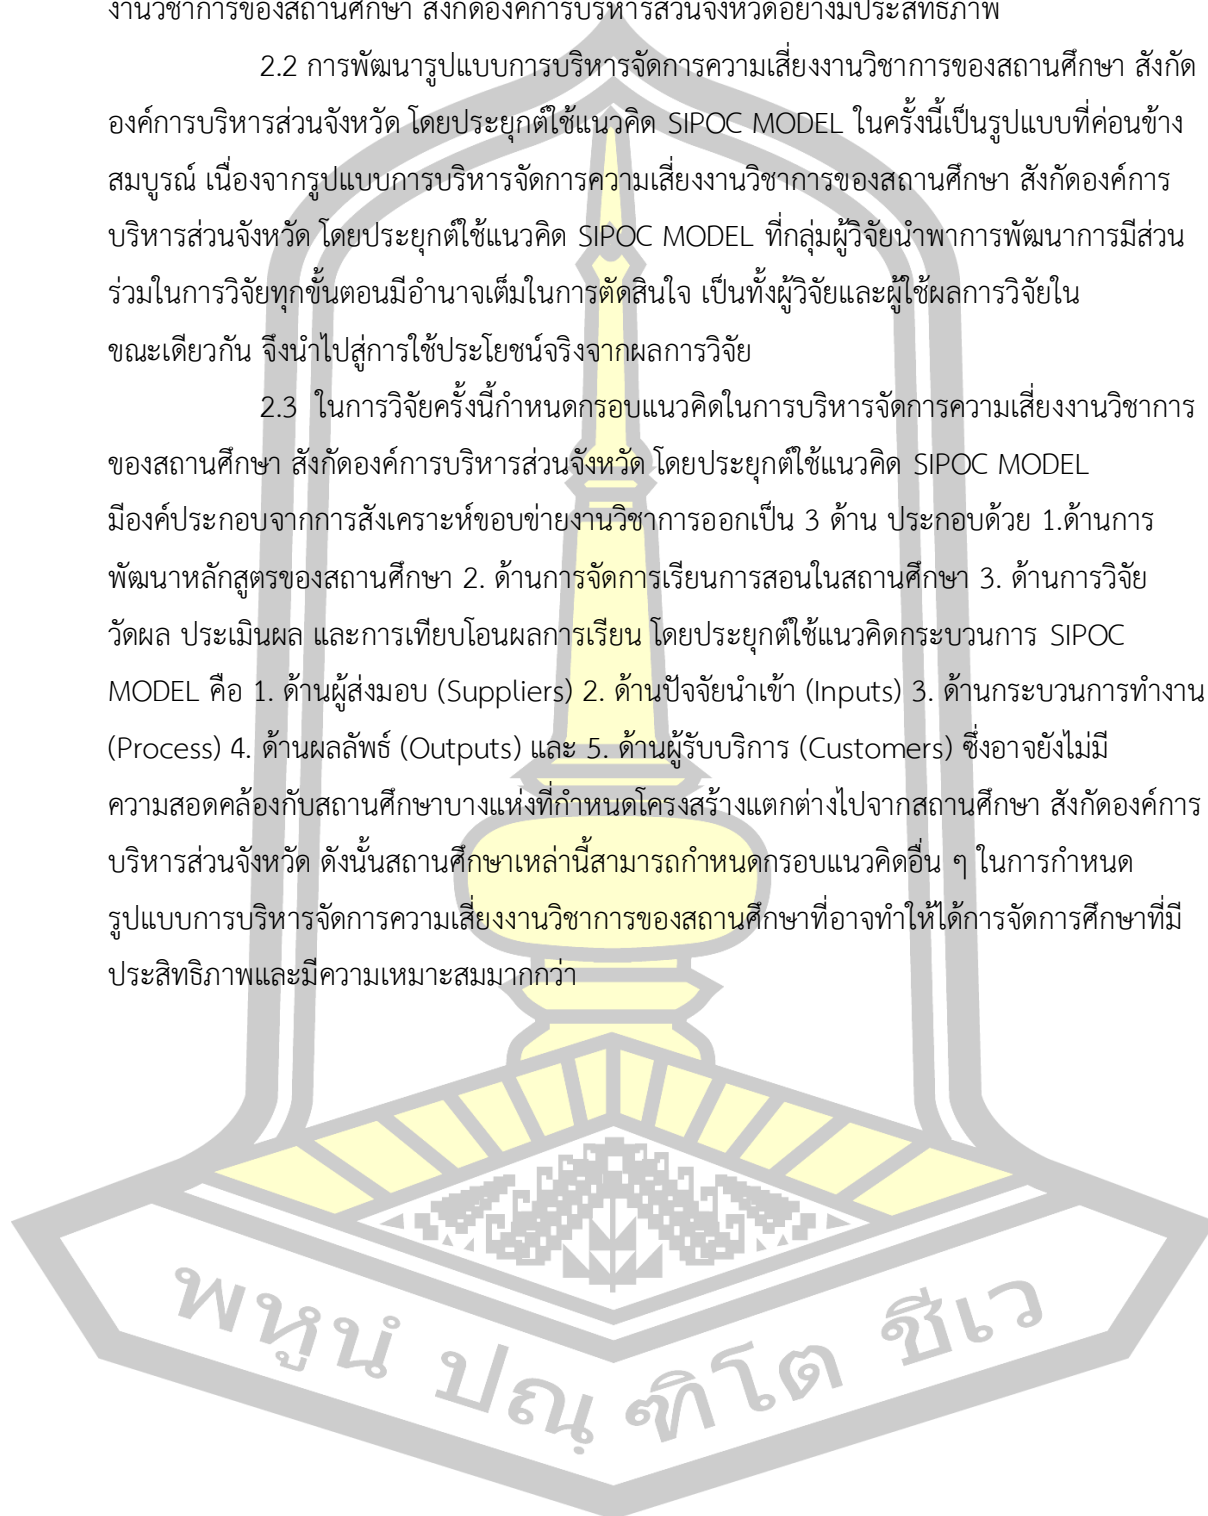 งานวิชาการของสถานศึกษา สังกัดองค์การบริหารส่วนจังหวัดอย่างมีประสิทธิภาพ
2.2 การพัฒนารูปแบบการบริหารจัดการความเสี่ยงงานวิชาการของสถานศึกษา สังกัด
องค์การบริหารส่วนจังหวัด โดยประยุกต์ใช้แนวคิด SIPOC MODEL ในครั้งนี้เป็นรูปแบบที่ค่อนข้าง
สมบูรณ์ เนื่องจากรูปแบบการบริหารจัดการความเสี่ยงงานวิชาการของสถานศึกษา สังกัดองค์การ
บริหารส่วนจังหวัด โดยประยุกต์ใช้แนวคิด SIPOC MODEL ที่กลุ่มผู้วิจัยนำพาการพัฒนาการมีส่วน
ร่วมในการวิจัยทุกขั้นตอนมีอำนาจเต็มในการตัดสินใจ เป็นทั้งผู้วิจัยและผู้ใช้ผลการวิจัยใน
ขณะเดียวกัน จึงนำไปสู่การใช้ประโยชน์จริงจากผลการวิจัย
2.3 ในการวิจัยครั้งนี้กำหนดกรอบแนวคิดในการบริหารจัดการความเสี่ยงงานวิชาการ
ของสถานศึกษา สังกัดองค์การบริหารส่วนจังหวัด โดยประยุกต์ใช้แนวคิด SIPOC MODEL
มีองค์ประกอบจากการสังเคราะห์ขอบข่ายงานวิชาการออกเป็น 3 ด้าน ประกอบด้วย 1.ด้านการ
พัฒนาหลักสูตรของสถานศึกษา 2. ด้านการจัดการเรียนการสอนในสถานศึกษา 3. ด้านการวิจัย
วัดผล ประเมินผล และการเทียบโอนผลการเรียน โดยประยุกต์ใช้แนวคิดกระบวนการ SIPOC
MODEL คือ 1. ด้านผู้ส่งมอบ (Suppliers) 2. ด้านปัจจัยนำเข้า (Inputs) 3. ด้านกระบวนการทำงาน
(Process) 4. ด้านผลลัพธ์ (Outputs) และ 5. ด้านผู้รับบริการ (Customers) ซึ่งอาจยังไม่มี
ความสอดคล้องกับสถานศึกษาบางแห่งที่กำหนดโครงสร้างแตกต่างไปจากสถานศึกษา สังกัดองค์การ
บริหารส่วนจังหวัด ดังนั้นสถานศึกษาเหล่านี้สามารถกำหนดกรอบแนวคิดอื่น ๆ ในการกำหนด
รูปแบบการบริหารจัดการความเสี่ยงงานวิชาการของสถานศึกษาที่อาจทำให้ได้การจัดการศึกษาที่มี
ประสิทธิภาพและมีความเหมาะสมมากกว่า
พหูนํ ปณฺ ฑิโต ชีเว